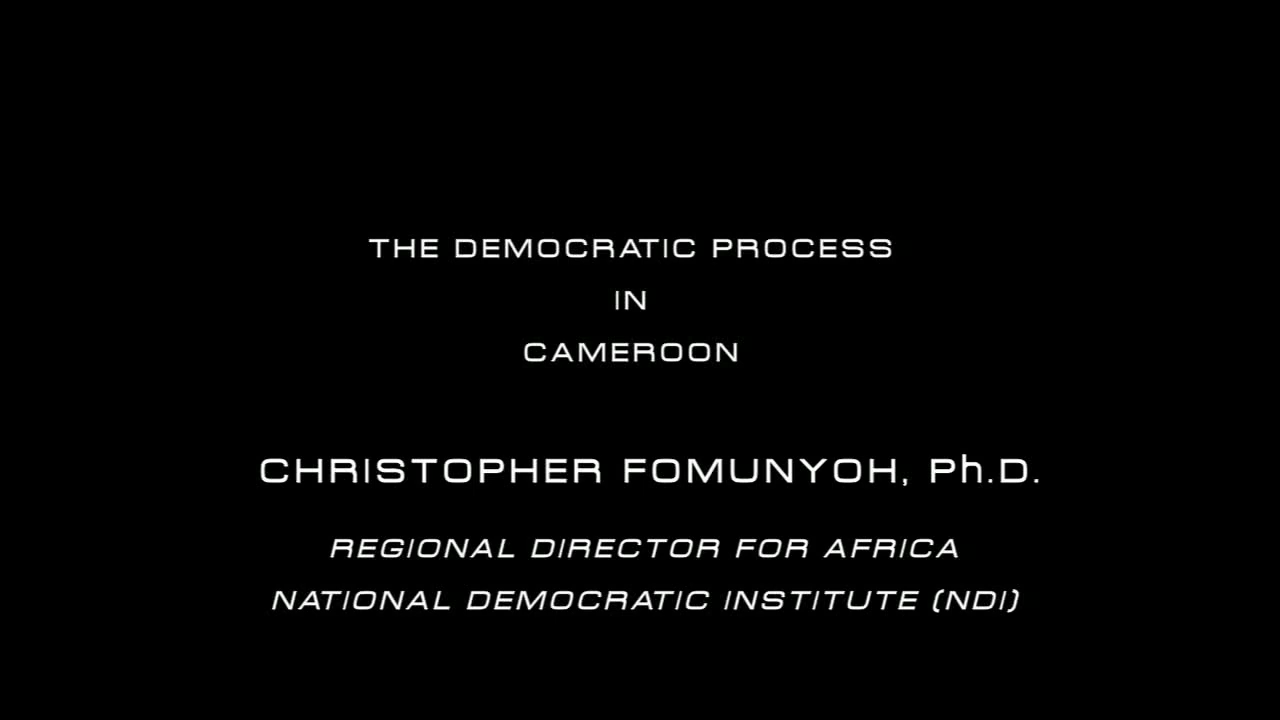 THE DEMOCRATIC PROCESS
IN
CAMEROON
CHRISTOPHER FOMUNYOH, Ph.D.
REGIONAL DIRECTOR FOR AFRICA
NATIONAL DEMOCRATIC INSTITUTE (NDI)